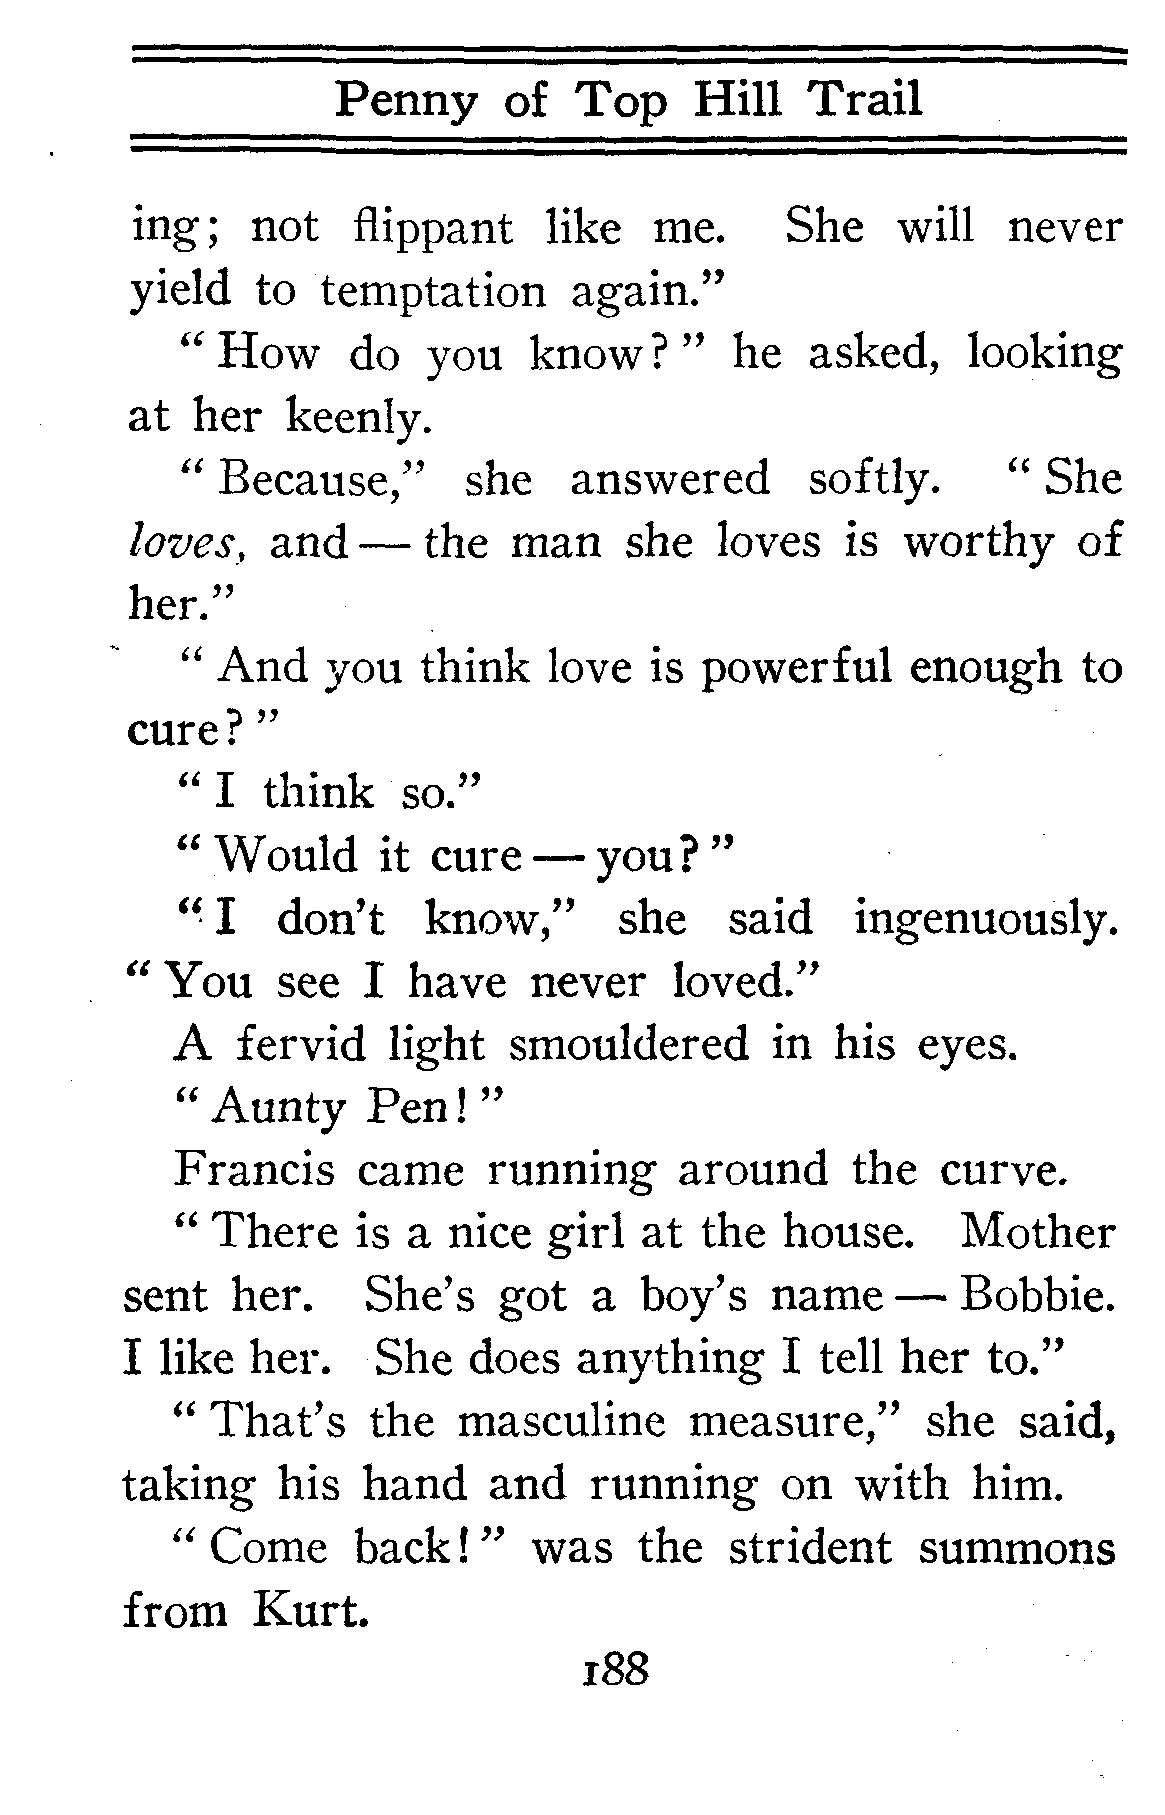 Penny of Top Hill Trail
ing; not flippant like me. She will never
yield to temptation again.”
“ How do you know? ” he asked, looking
at her keenly.
“ Because,” she answered softly. “ She
loves, and — the man she loves is worthy of
her.”
“ And you think love is powerful enough to
cure? ”
“ I think so.”
“ Would it cure — you? ”
“ I don’t know,” she said ingenuously.
“ You see I have never loved.”
A fervid light smouldered in his eyes.
“ Aunty Pen! ”
Francis came running around the curve.
“ There is a nice girl at the house. Mother
sent her. She’s got a boy’s name — Bobbie.
I like her. She does anything I tell her to.”
“ That’s the masculine measure,” she said,
taking his hand and running on with him.
“ Come back! ” was the strident summons
from Kurt.
188